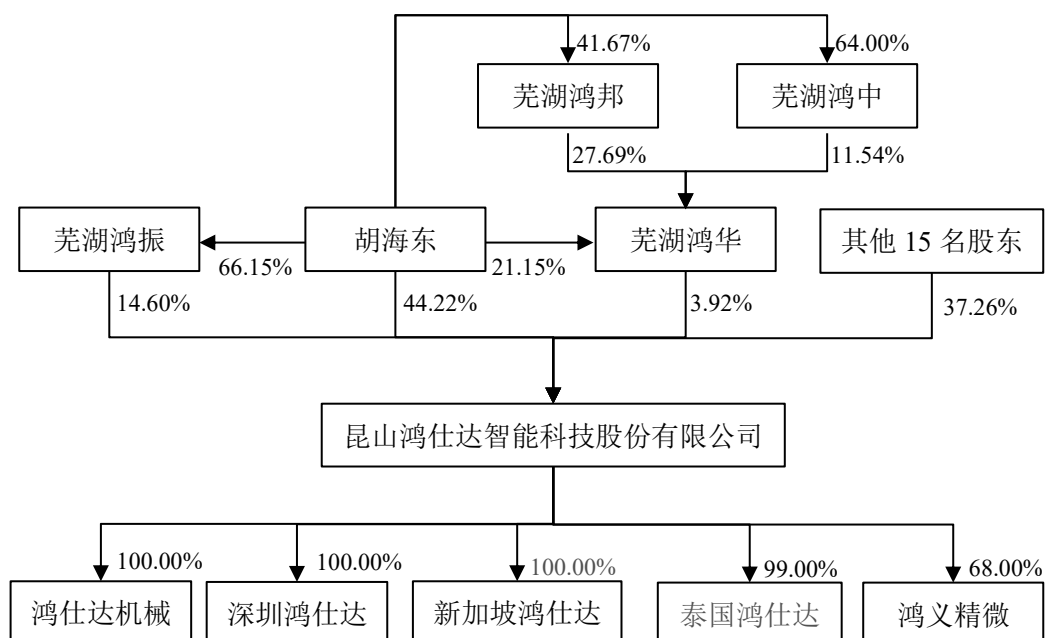 41.67%
64.00%
芜湖鸿邦
芜湖鸿中
27.69%
11.54%
芜湖鸿振
胡海东
芜湖鸿华
其他 15 名股东
66.15%
21.15%
14.60%
44.22%
3.92%
37.26%
昆山鸿仕达智能科技股份有限公司
100.00%
100.00%
100.00%
99.00%
68.00%
鸿仕达机械
深圳鸿仕达
新加坡鸿仕达
泰国鸿仕达
鸿义精微